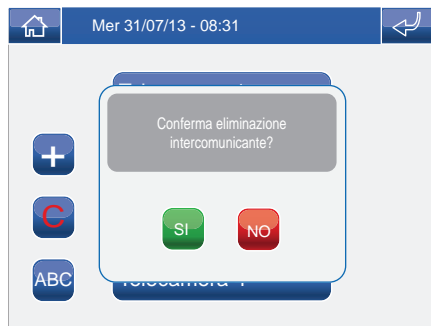 Mer 31/07/13 - 08:31
Conferma eliminazione
intercomunicante?
+
C
SI
NO
ABC